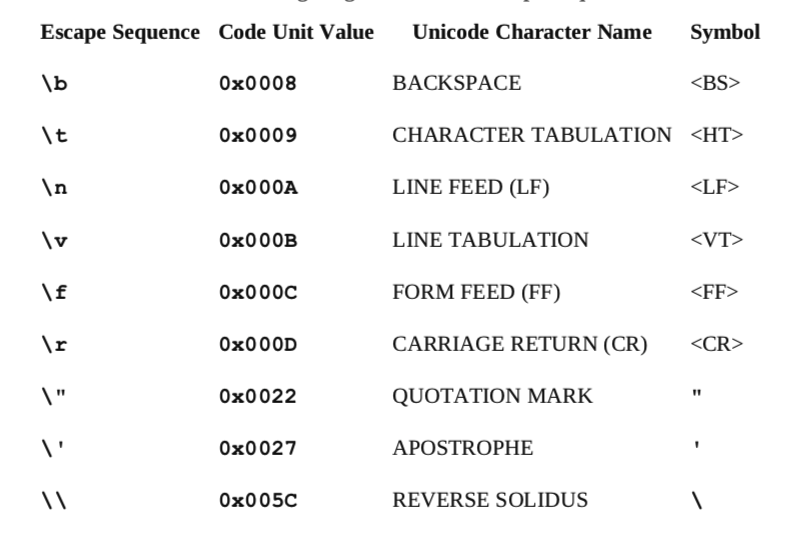 Escape Sequence Code Unit Value Unicode Character Name Symbol
\b 0x0008 BACKSPACE <BS>
\t 0x0009 CHARACTER TABULATION <HT>
\n 0x000A LINE FEED (LF) <LF>
\v 0x000B LINE TABULATION <VT>
\f 0x000C FORM FEED (FF) <FF>
\r 0x000D CARRIAGE RETURN (CR) <CR>
\" 0x0022 QUOTATION MARK "
\' 0x0027 APOSTROPHE '
\\ 0x005C REVERSE SOLIDUS \